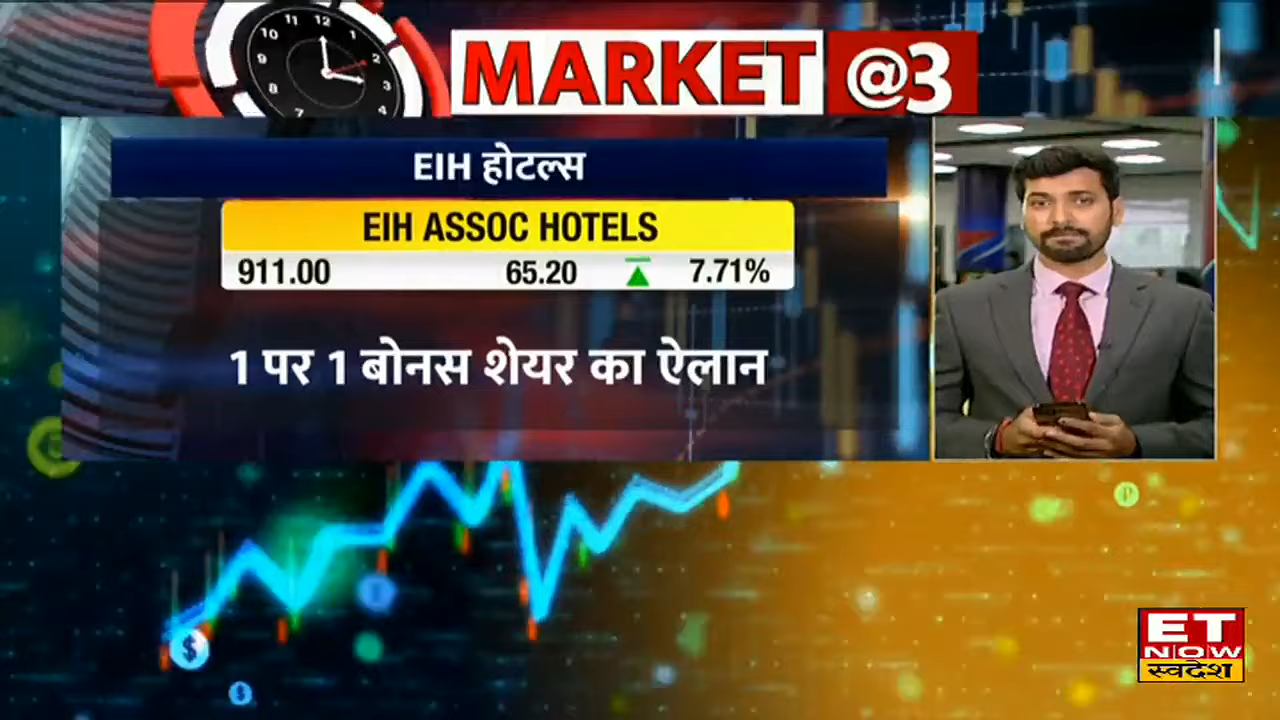 MARKET @3
EIH होटल्स
EIH ASSOC HOTELS
911.00 65.20 7.71%
1 पर 1 बोनस शेयर का ऐलान
ET
NOW
स्वदेश